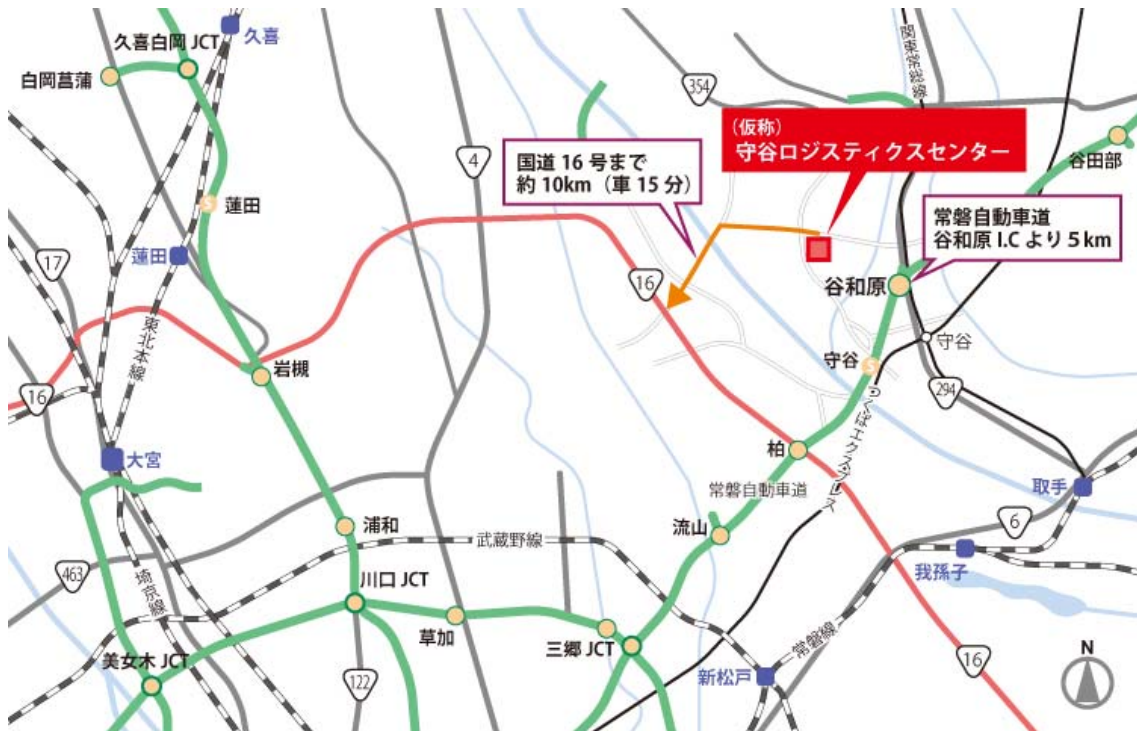 久喜白岡 JCT
久喜
白岡菖蒲
蓮田
蓮田
17
東北本線
16
岩槻
大宮
463
埼京線
美女木 JCT
4
浦和
武蔵野線
川口 JCT
草加
122
三郷 JCT
国道 16 号まで
約 10km（車 15 分）
354
関東常総線
（仮称）
守谷ロジスティクスセンター
谷田部
常磐自動車道
谷和原 I.C より 5km
16
谷和原
守谷
守谷
294
つくばエクスプレス
柏
常磐自動車道
流山
取手
6
我孫子
常磐線
新松戸
16
N
S
S